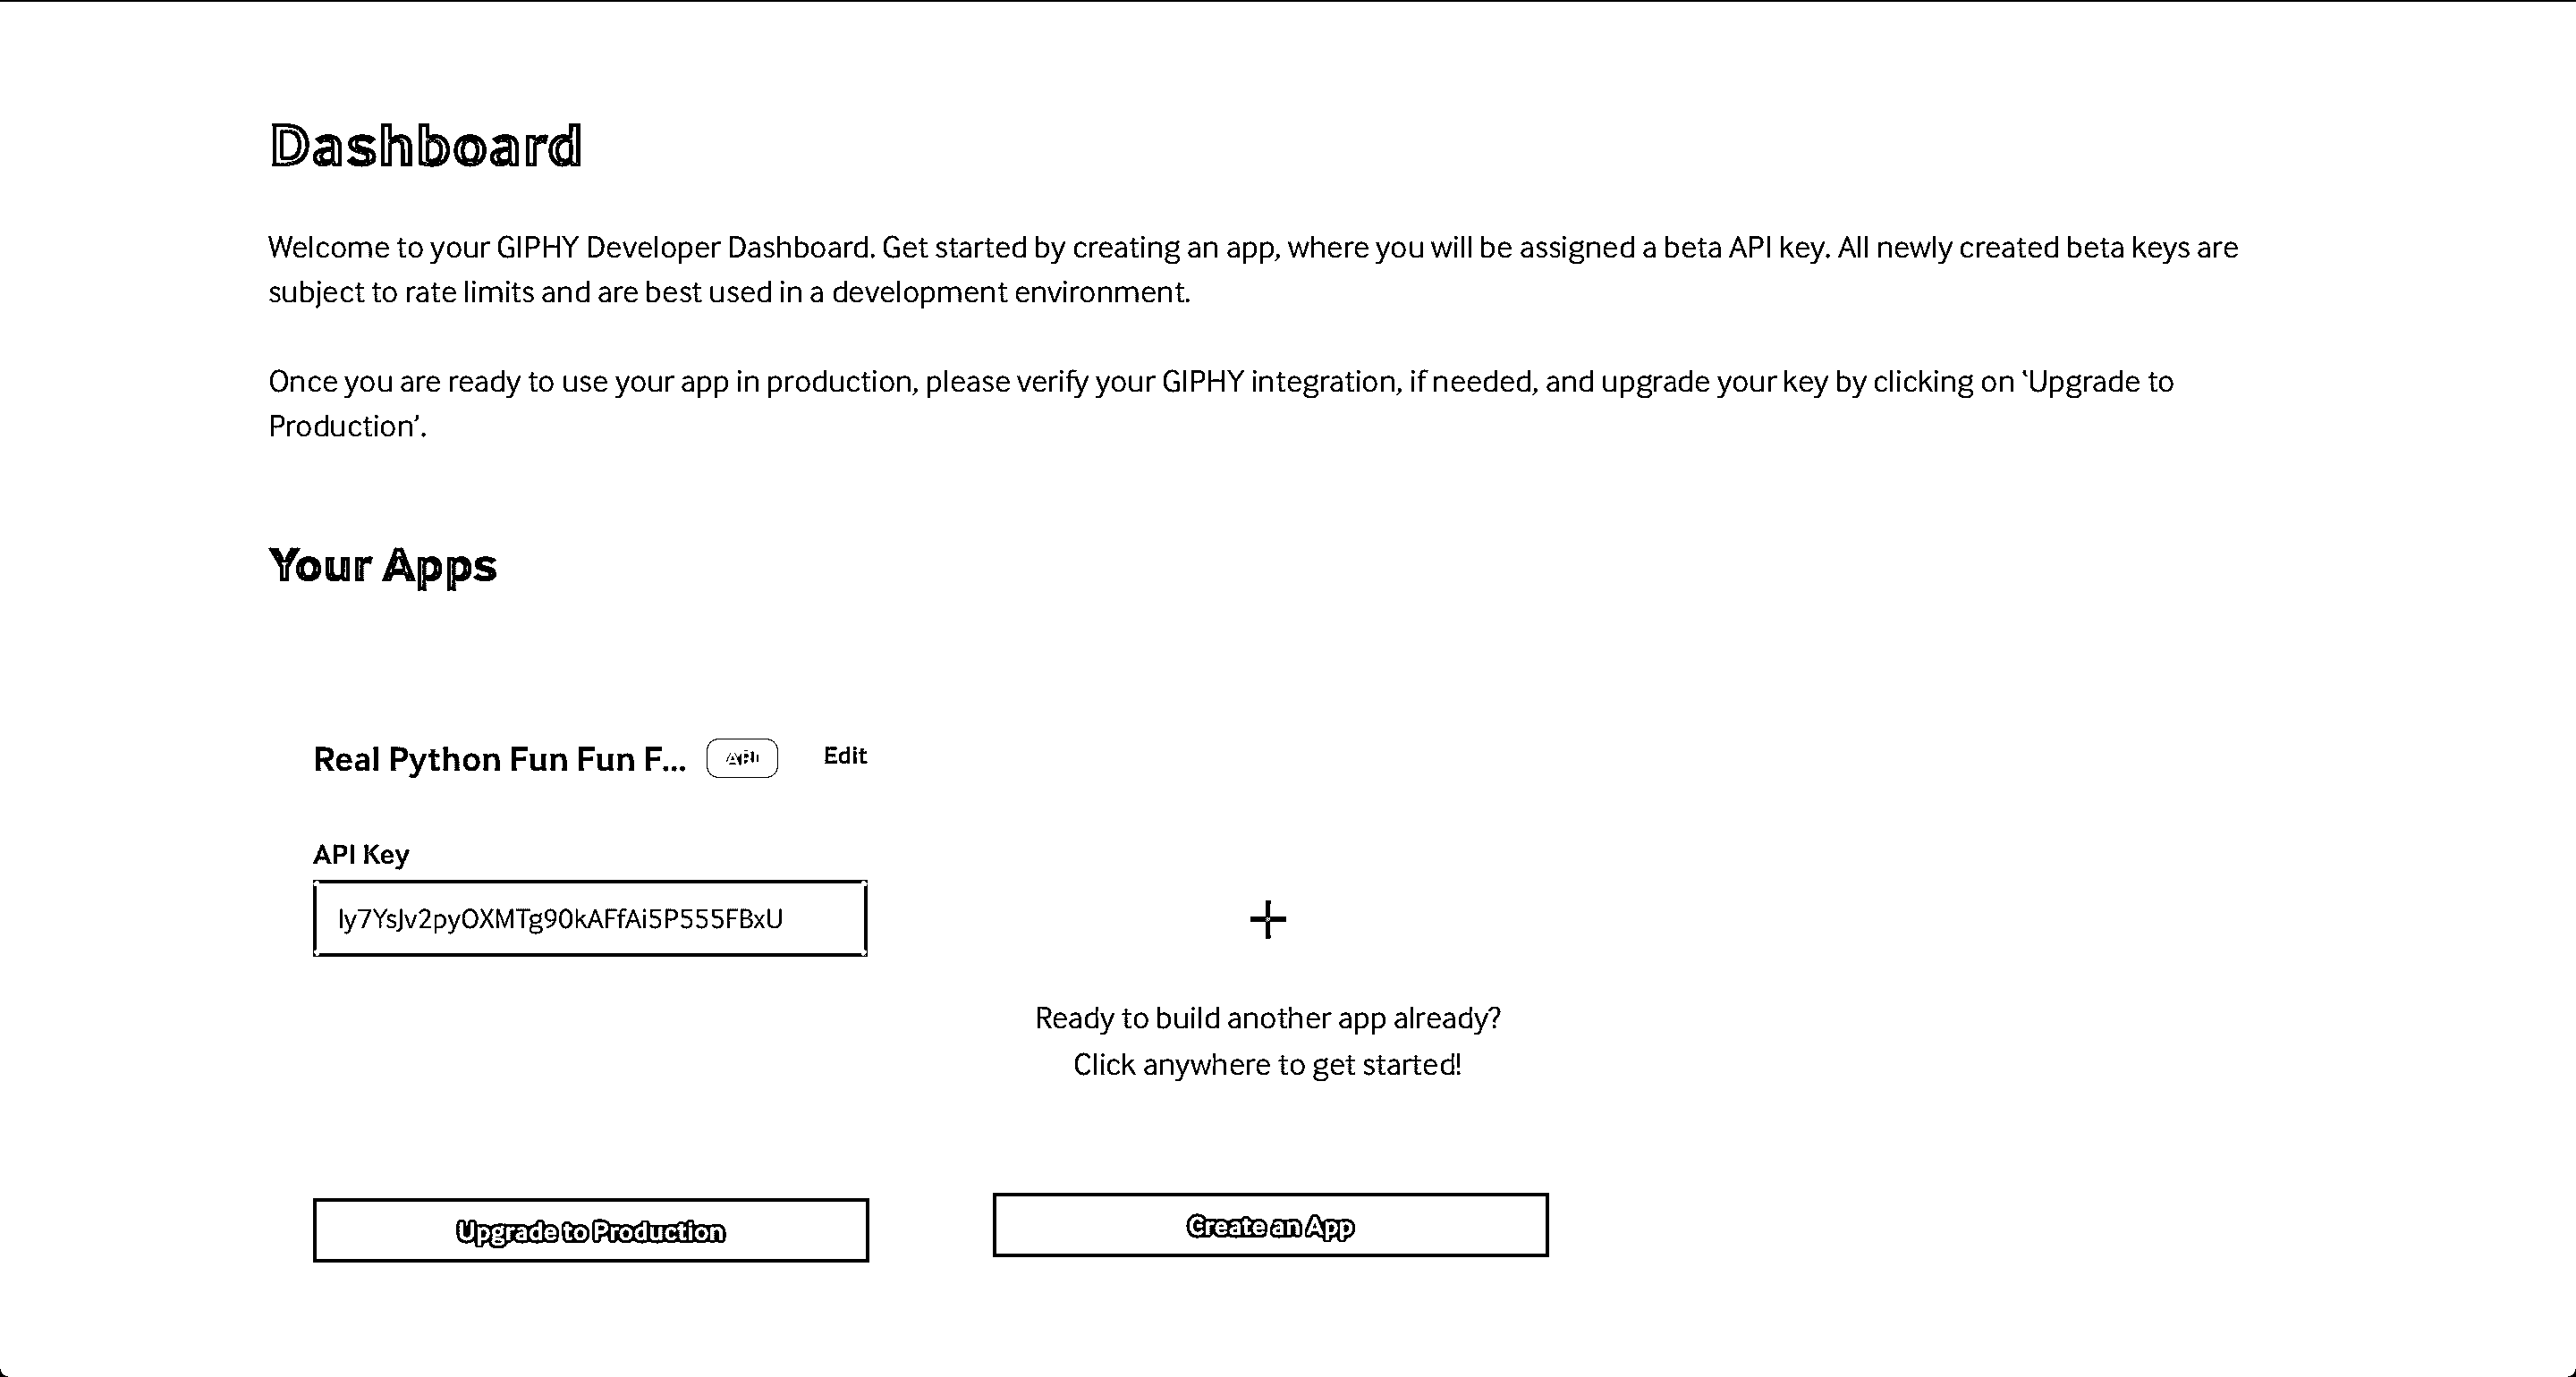 Dashboard
Welcome to your GIPHY Developer Dashboard. Get started by creating an app, where you will be assigned a beta API key. All newly created beta keys are
subject to rate limits and are best used in a development environment.
Once you are ready to use your app in production, please verify your GIPHY integration, if needed, and upgrade your key by clicking on ‘Upgrade to
Production’.
Your Apps
Real Python Fun Fun F... API Edit
API Key
Iy7YsJv2pyOXMTg90kAFfAi5P555FBxU
Ready to build another app already?
Click anywhere to get started!
Upgrade to Production
Create an App